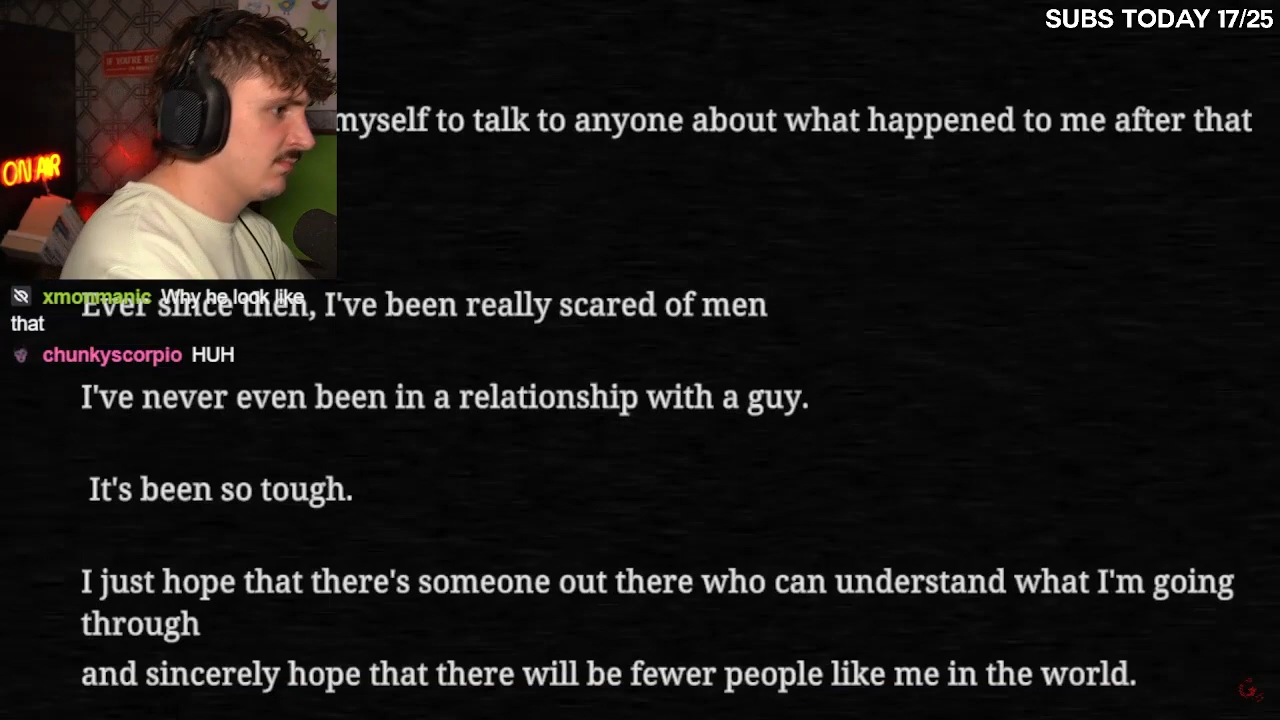 SUBS TODAY 17/25
IF YOU'RE
myself to talk to anyone about what happened to me after that
ON AIR
xmonmanic Why he look like
that
Ever since then, I've been really scared of men
chunkyscorpio HUH
I've never even been in a relationship with a guy.
It's been so tough.
I just hope that there's someone out there who can understand what I'm going
through
and sincerely hope that there will be fewer people like me in the world.